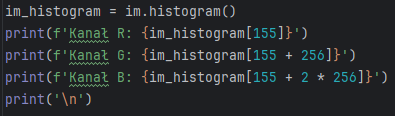 im_histogram = im.histogram()
print(f'Kanał R: {im_histogram[155]}')
print(f'Kanał G: {im_histogram[155 + 256]}')
print(f'Kanał B: {im_histogram[155 + 2 * 256]}')
print('\n')